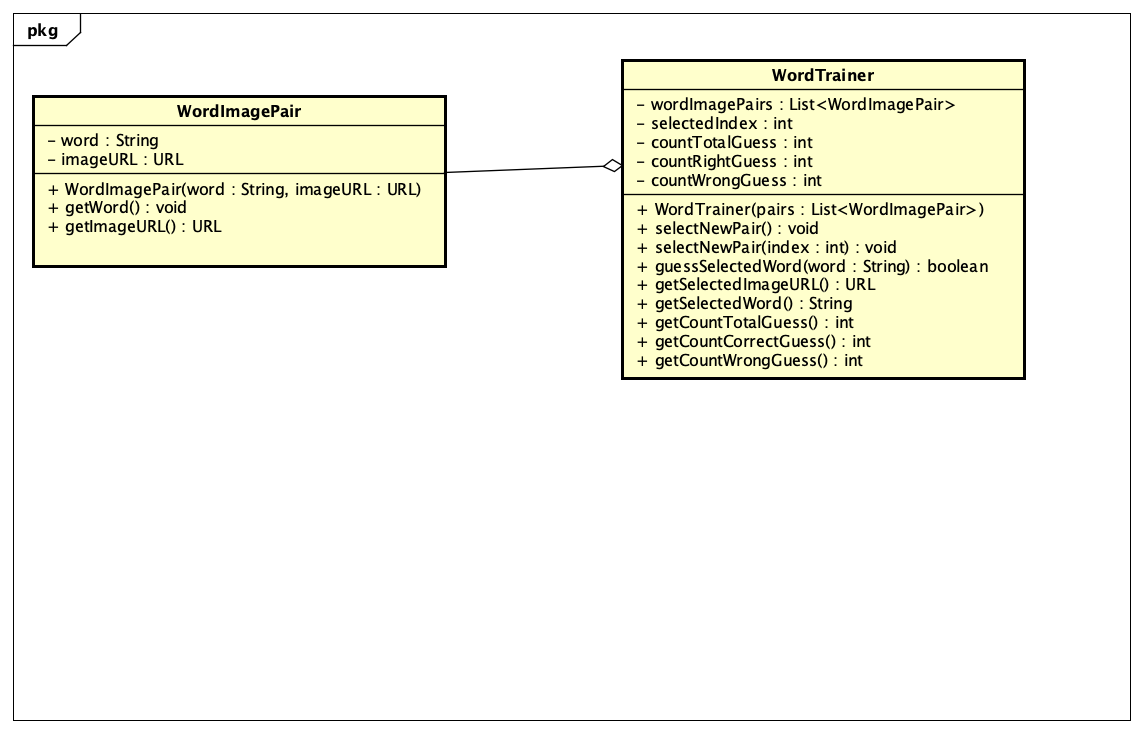 pkg
WordImagePair
- word : String
- imageURL : URL
+ WordImagePair(word : String, imageURL : URL)
+ getWord() : void
+ getImageURL() : URL
WordTrainer
- wordImagePairs : List<WordImagePair>
- selectedIndex : int
- countTotalGuess : int
- countRightGuess : int
- countWrongGuess : int
+ WordTrainer(pairs : List<WordImagePair>)
+ selectNewPair() : void
+ selectNewPair(index : int) : void
+ guessSelectedWord(word : String) : boolean
+ getSelectedImageURL() : URL
+ getSelectedWord() : String
+ getCountTotalGuess() : int
+ getCountCorrectGuess() : int
+ getCountWrongGuess() : int